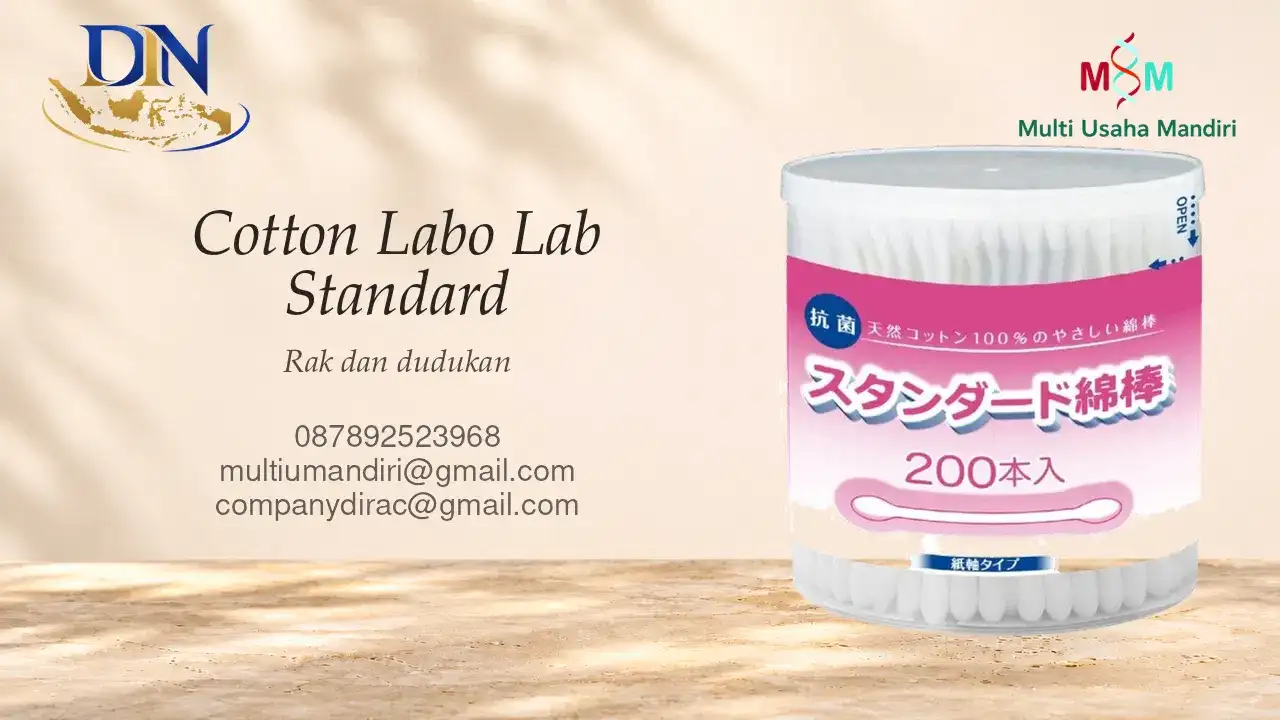 DIN
M M
Multi Usaha Mandiri
Cotton Labo Lab
Standard
Rak dan dudukan
087892523968
multiumandiri@gmail.com
companydirac@gmail.com
OPEN
抗菌
天然コットン100%のやさしい綿棒
スタンダード綿棒
200本入
紙軸タイプ